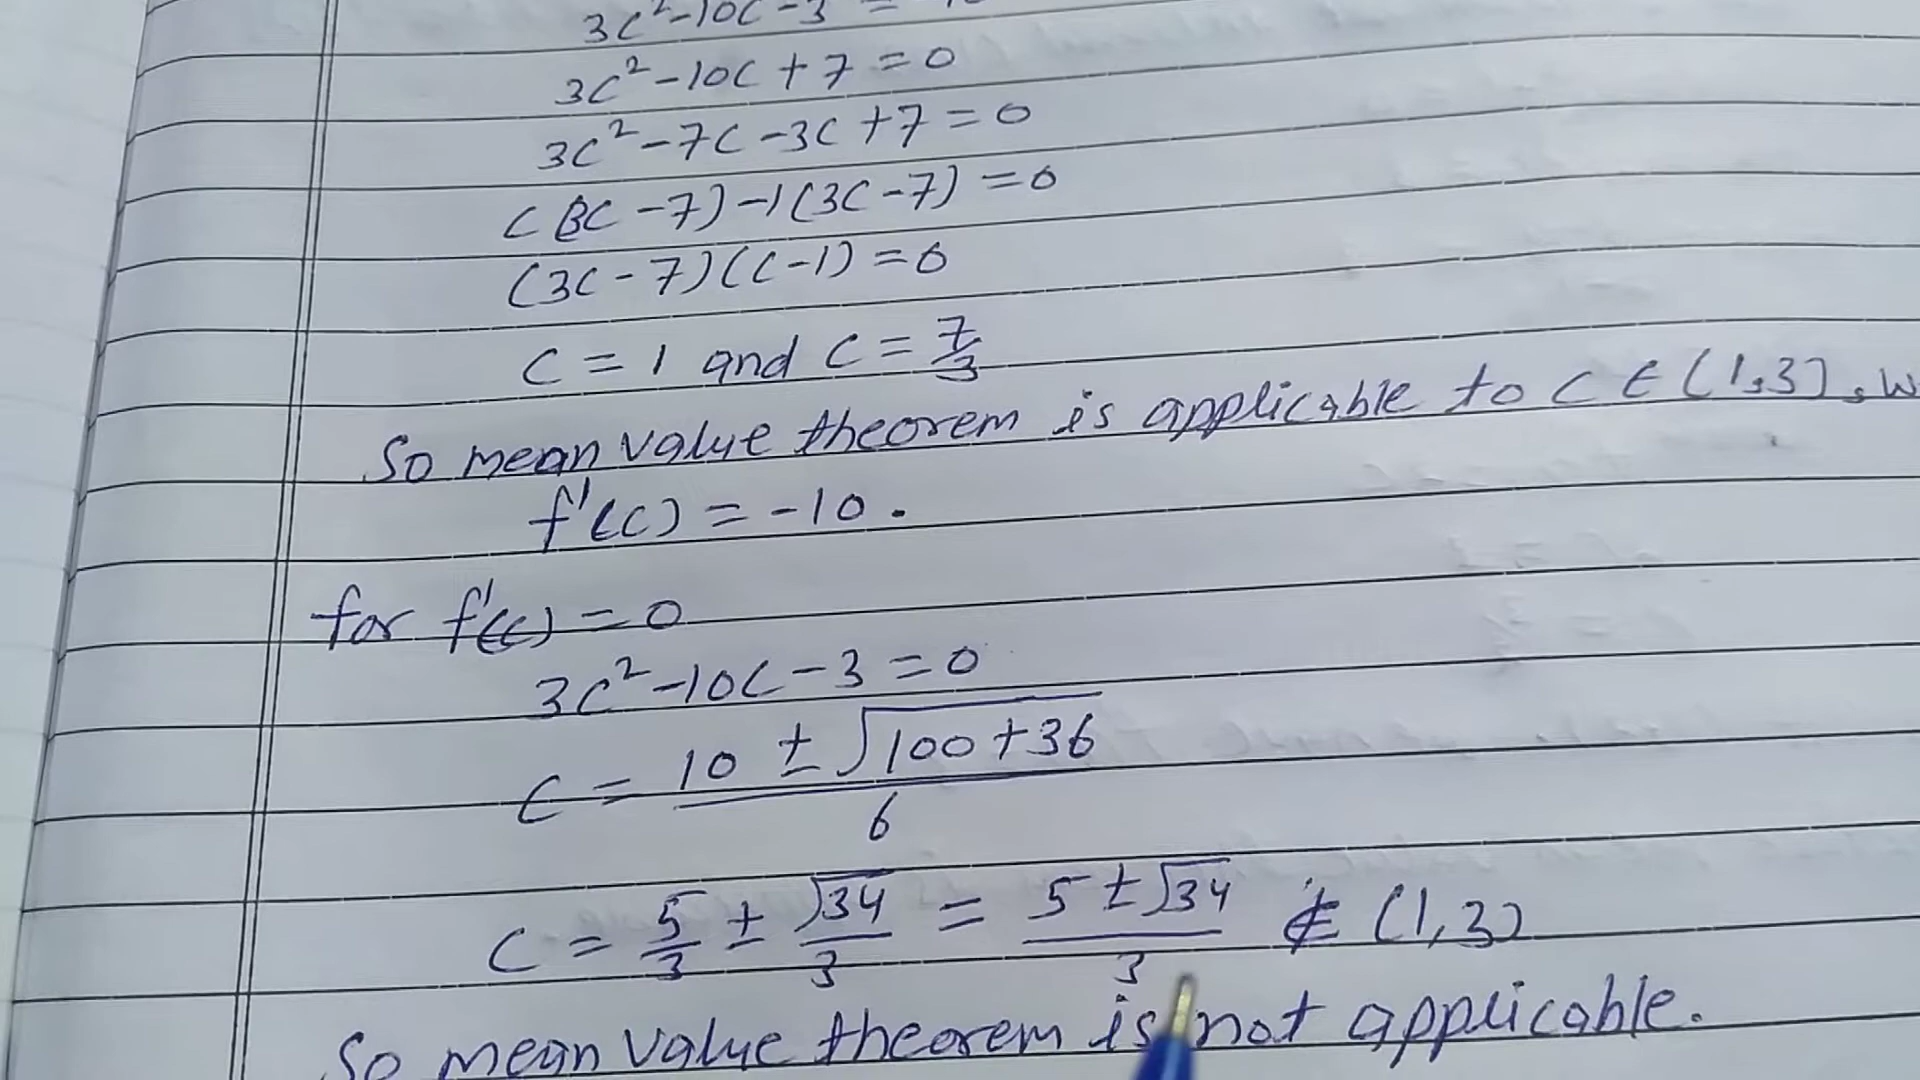 3c²-10c-3 =
3c²-10c+7=0
3c²-7c-3c+7=0
c(3c-7)-1(3c-7)=0
(3c-7)(c-1)=0
c=1 and c=7/3
So mean value theorem is applicable to c∈(1,3), w
f'(c)=-10.
for f'(c)=0
3c²-10c-3=0
c=10±√100+36/6
c=5/3±√34/3=5±√34/3∉(1,3)
So mean value theorem is not applicable.